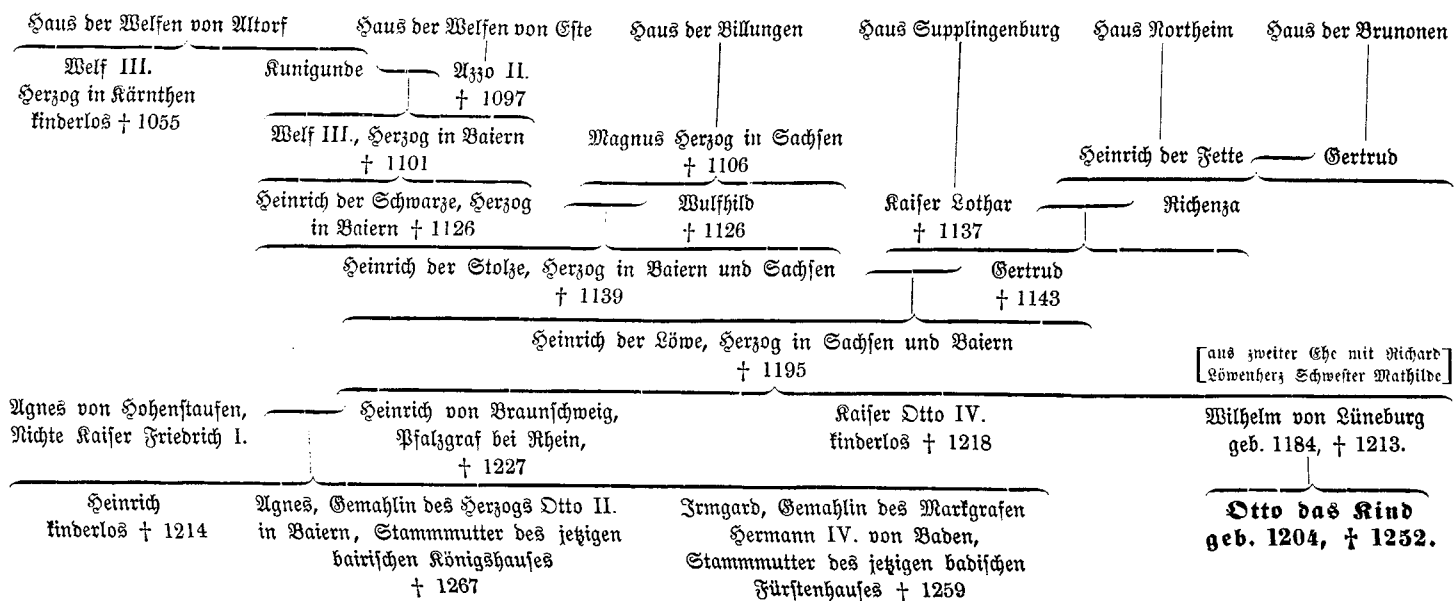 Haus der Welfen von Altorf
Haus der Welfen von Este
Haus der Billungen
Haus Supplingenburg
Haus Northeim
Haus der Brunonen
Welf III.
Herzog in Kärnthen
kinderlos † 1055
Kunigunde
Azzo II.
† 1097
Welf III., Herzog in Baiern
† 1101
Magnus Herzog in Sachsen
† 1106
Heinrich der Fette
Gertrud
Heinrich der Schwarze, Herzog
in Baiern † 1126
Wulfhild
† 1126
Kaiser Lothar
† 1137
Richenza
Heinrich der Stolze, Herzog in Baiern und Sachsen
† 1139
Gertrud
† 1143
Heinrich der Löwe, Herzog in Sachsen und Baiern
† 1195
[aus zweiter Ehe mit Richard
Löwenherz Schwester Mathilde]
Agnes von Hohenstaufen,
Nichte Kaiser Friedrich I.
Heinrich von Braunschweig,
Pfalzgraf bei Rhein,
† 1227
Kaiser Otto IV.
kinderlos † 1218
Wilhelm von Lüneburg
geb. 1184, † 1213.
Heinrich
kinderlos † 1214
Agnes, Gemahlin des Herzogs Otto II.
in Baiern, Stammmutter des jetzigen
bairischen Königshauses
† 1267
Irmgard, Gemahlin des Markgrafen
Hermann IV. von Baden,
Stammmutter des jetzigen badischen
Fürstenhauses † 1259
Otto das Kind
geb. 1204, † 1252.